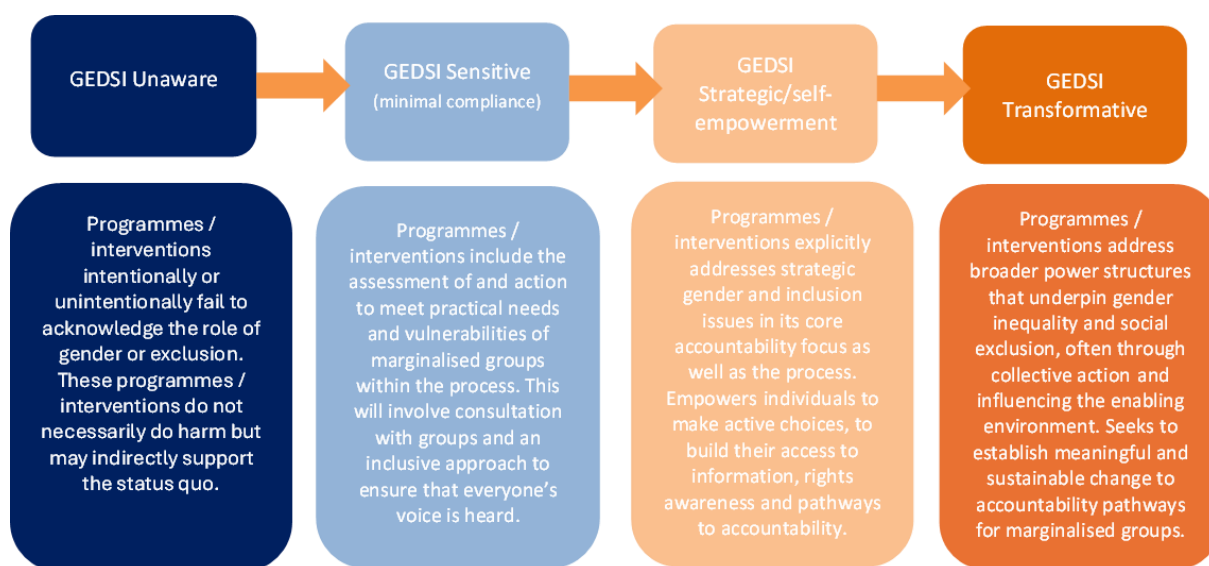 GEDSI Unaware
GEDSI Sensitive
(minimal compliance)
GEDSI
Strategic/self-
empowerment
GEDSI
Transformative
Programmes /
interventions
intentionally or
unintentionally fail to
acknowledge the role of
gender or exclusion.
These programmes /
interventions do not
necessarily do harm but
may indirectly support
the status quo.
Programmes /
interventions include the
assessment of and action
to meet practical needs
and vulnerabilities of
marginalised groups
within the process. This
will involve consultation
with groups and an
inclusive approach to
ensure that everyone’s
voice is heard.
Programmes /
interventions explicitly
addresses strategic
gender and inclusion
issues in its core
accountability focus as
well as the process.
Empowers individuals to
make active choices, to
build their access to
information, rights
awareness and pathways
to accountability.
Programmes /
interventions address
broader power structures
that underpin gender
inequality and social
exclusion, often through
collective action and
influencing the enabling
environment. Seeks to
establish meaningful and
sustainable change to
accountability pathways
for marginalised groups.